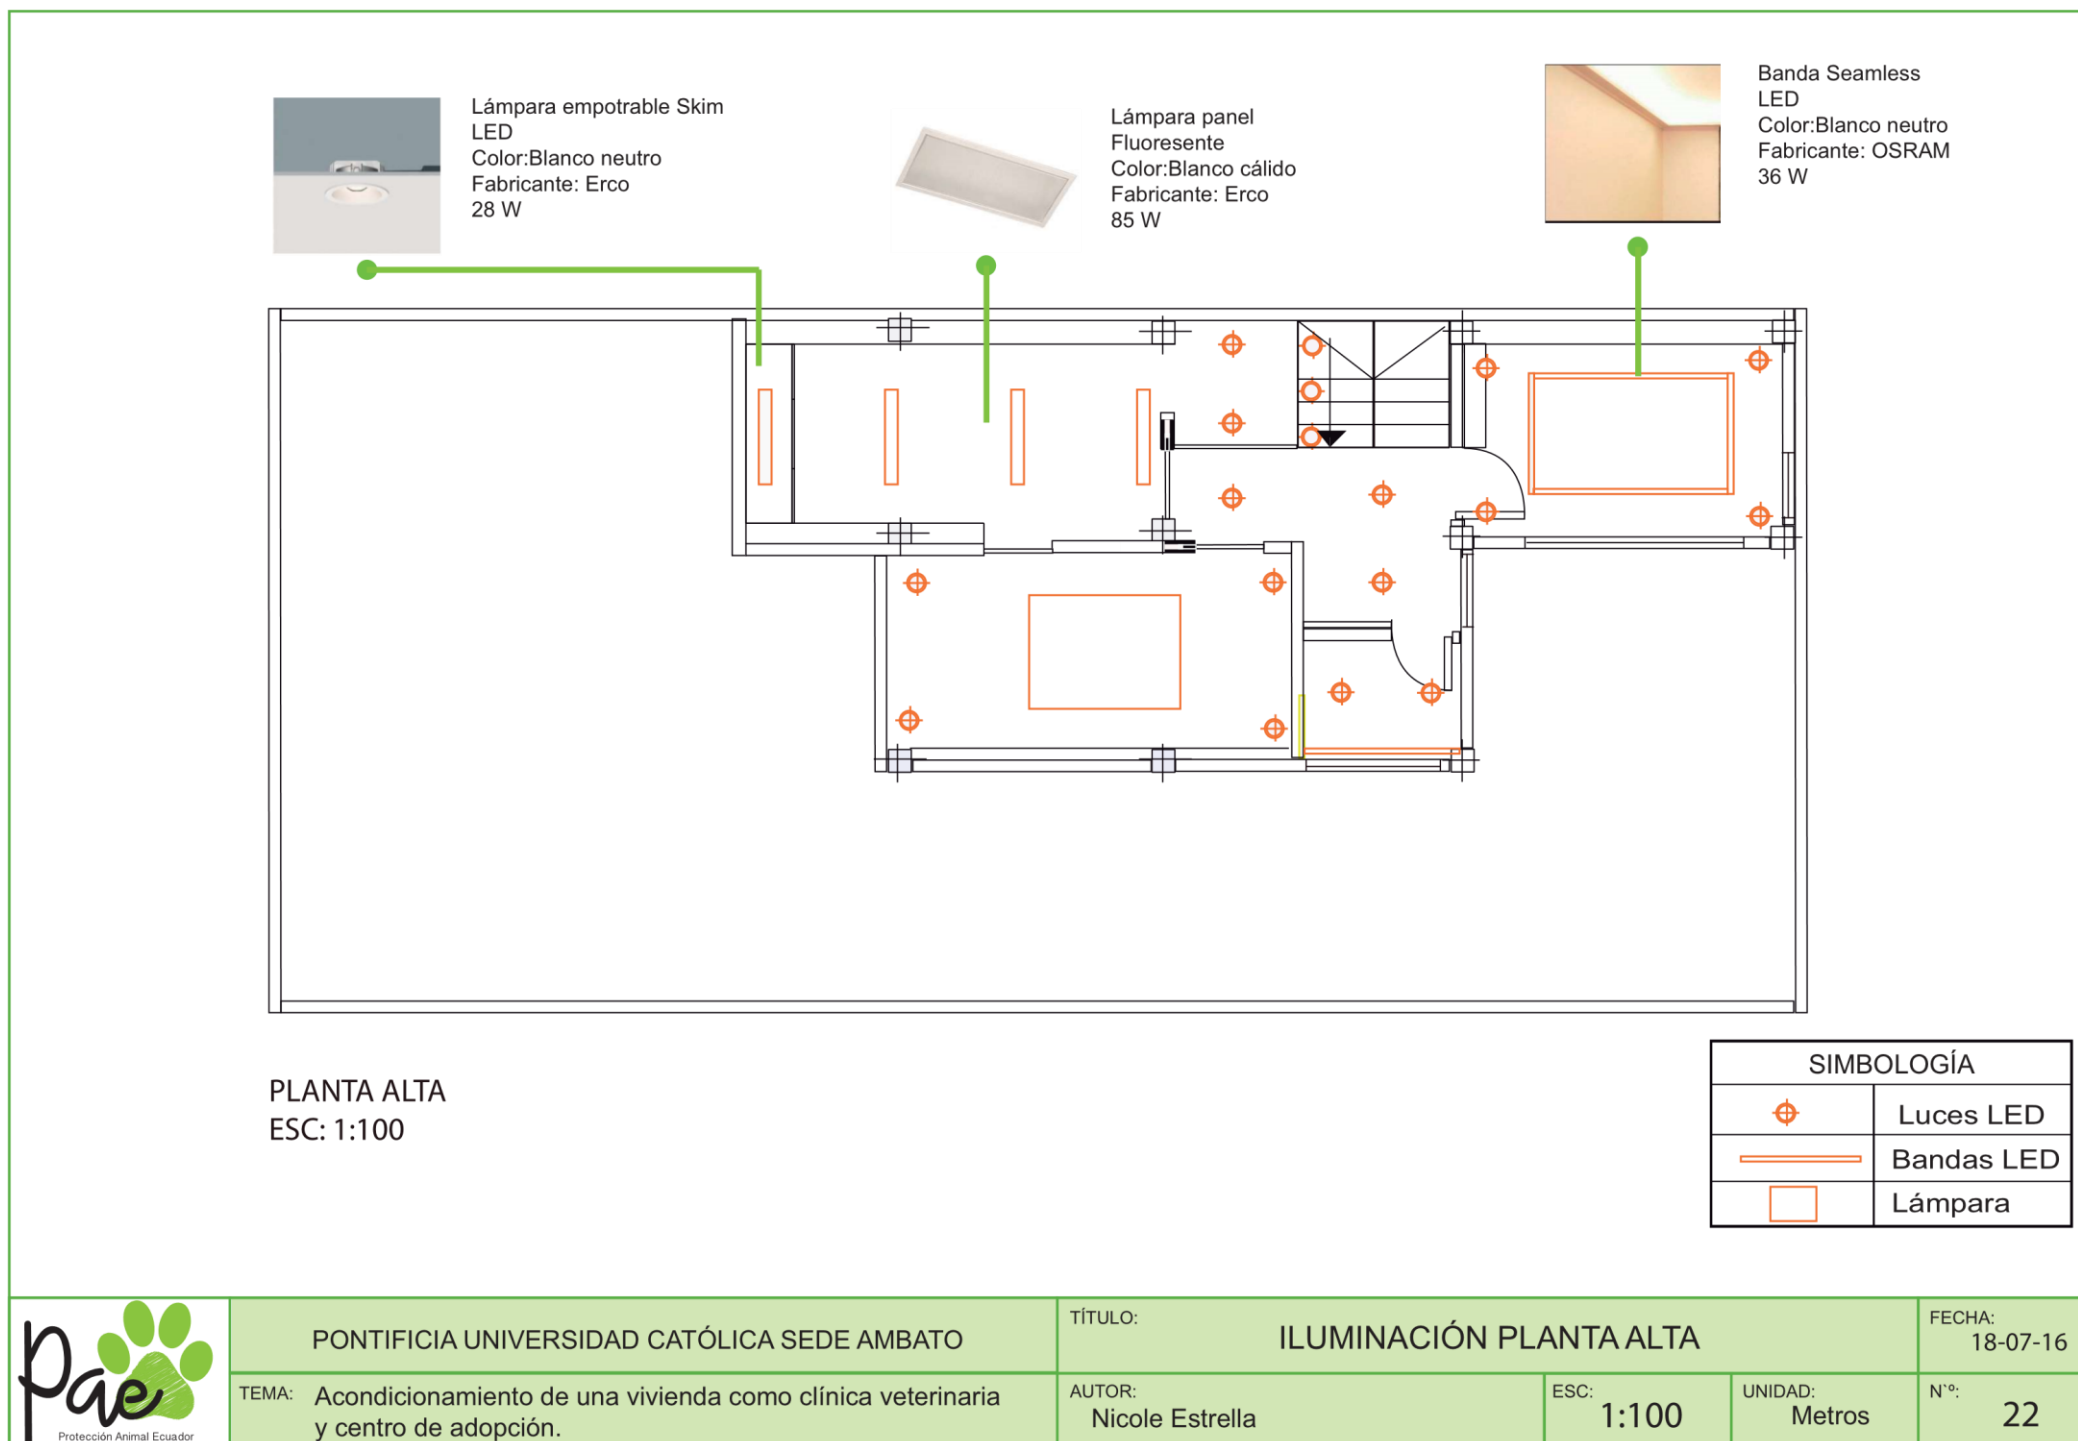 Lámpara empotrable Skim
LED
Color:Blanco neutro
Fabricante: Erco
28 W
Lámpara panel
Fluoresente
Color:Blanco cálido
Fabricante: Erco
85 W
Banda Seamless
LED
Color:Blanco neutro
Fabricante: OSRAM
36 W
PLANTA ALTA
ESC: 1:100
SIMBOLOGÍA
Luces LED
Bandas LED
Lámpara
pae
Protección Animal Ecuador
PONTIFICIA UNIVERSIDAD CATÓLICA SEDE AMBATO
TEMA: Acondicionamiento de una vivienda como clínica veterinaria
y centro de adopción.
TÍTULO:
ILUMINACIÓN PLANTA ALTA
FECHA:
18-07-16
AUTOR:
Nicole Estrella
ESC:
1:100
UNIDAD:
Metros
N`º:
22